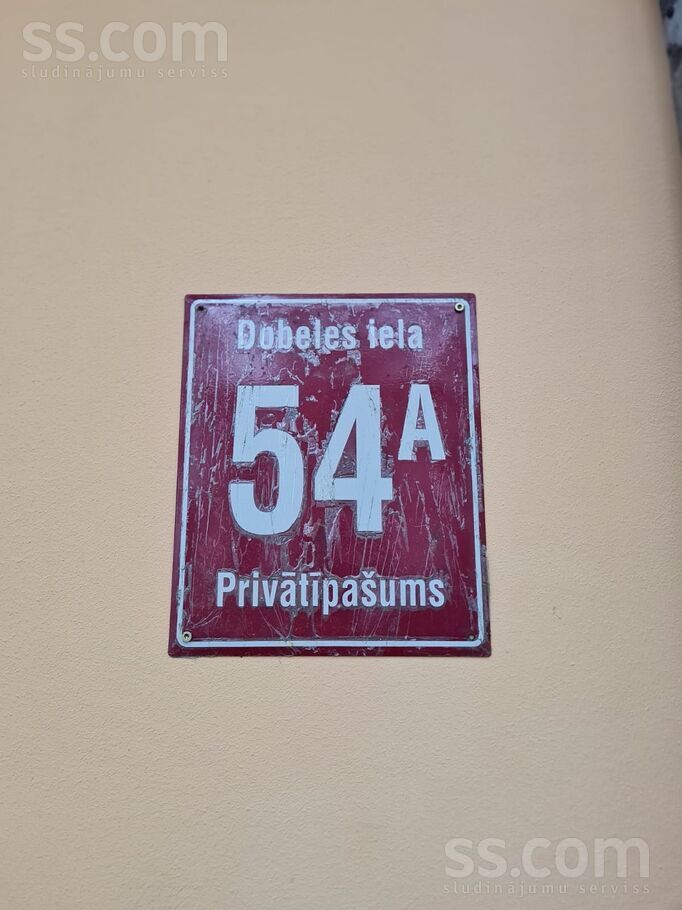 ss.com
sludinājumu serviss
Dobeles iela
54A
Privātīpašums
ss.com
sludinājumu serviss